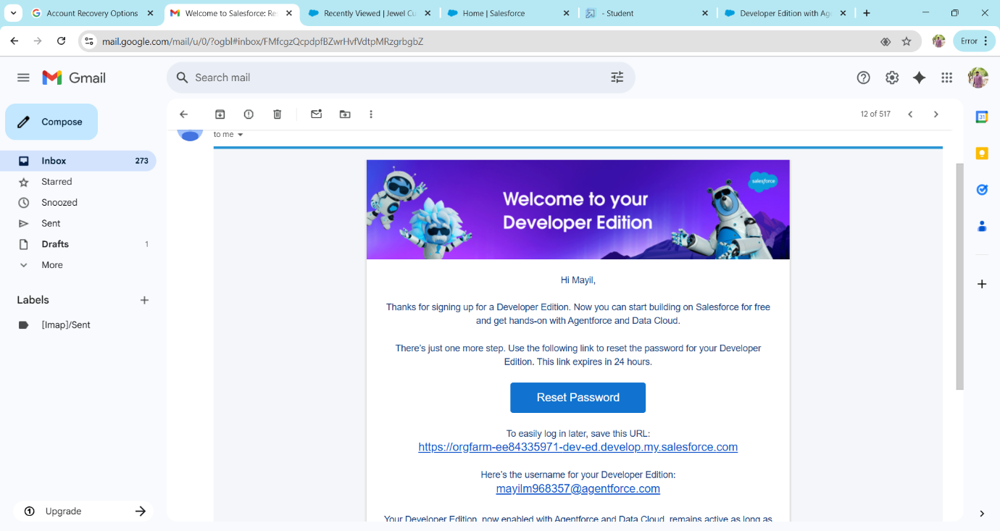 Account Recovery Options
Welcome to Salesforce: Res
Recently Viewed | Jewel Cu
Home | Salesforce
- Student
Developer Edition with Ag
mail.google.com/mail/u/0/?ogbl#inbox/FMfcgzQcpdpfBZwrHvfVdtpMRzgrbgbZ
Error
Gmail
Search mail
Compose
12 of 517
to me
Inbox 273
Starred
Snoozed
Sent
Drafts 1
More
Labels
[Imap]/Sent
Upgrade
salesforce
Welcome to your
Developer Edition
Hi Mayil,
Thanks for signing up for a Developer Edition. Now you can start building on Salesforce for free
and get hands-on with Agentforce and Data Cloud.
There's just one more step. Use the following link to reset the password for your Developer
Edition. This link expires in 24 hours.
Reset Password
To easily log in later, save this URL:
https://orgfarm-ee84335971-dev-ed.develop.my.salesforce.com
Here's the username for your Developer Edition:
mayilm968357@agentforce.com
Your Developer Edition, now enabled with Agentforce and Data Cloud, remains active as long as
31